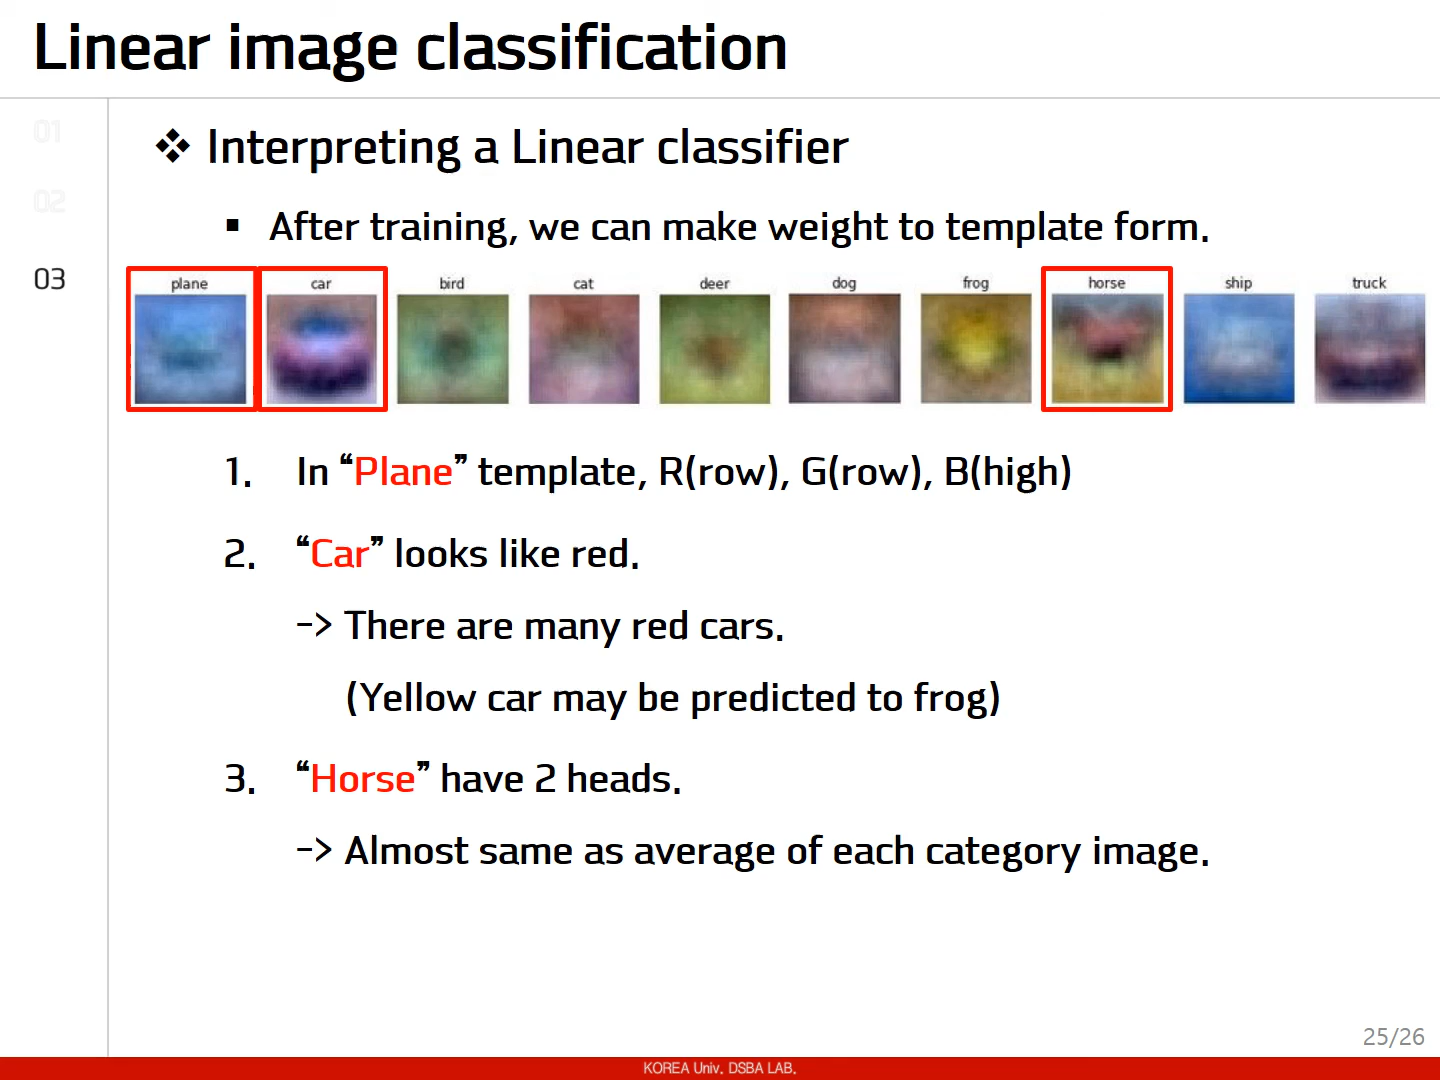 Linear image classification
01
02
03
❖ Interpreting a Linear classifier
▪ After training, we can make weight to template form.
plane car bird cat deer dog frog horse ship truck
1. In “Plane” template, R(row), G(row), B(high)
2. “Car” looks like red.
-> There are many red cars.
(Yellow car may be predicted to frog)
3. “Horse” have 2 heads.
-> Almost same as average of each category image.
25/26
KOREA Univ. DSBA LAB.